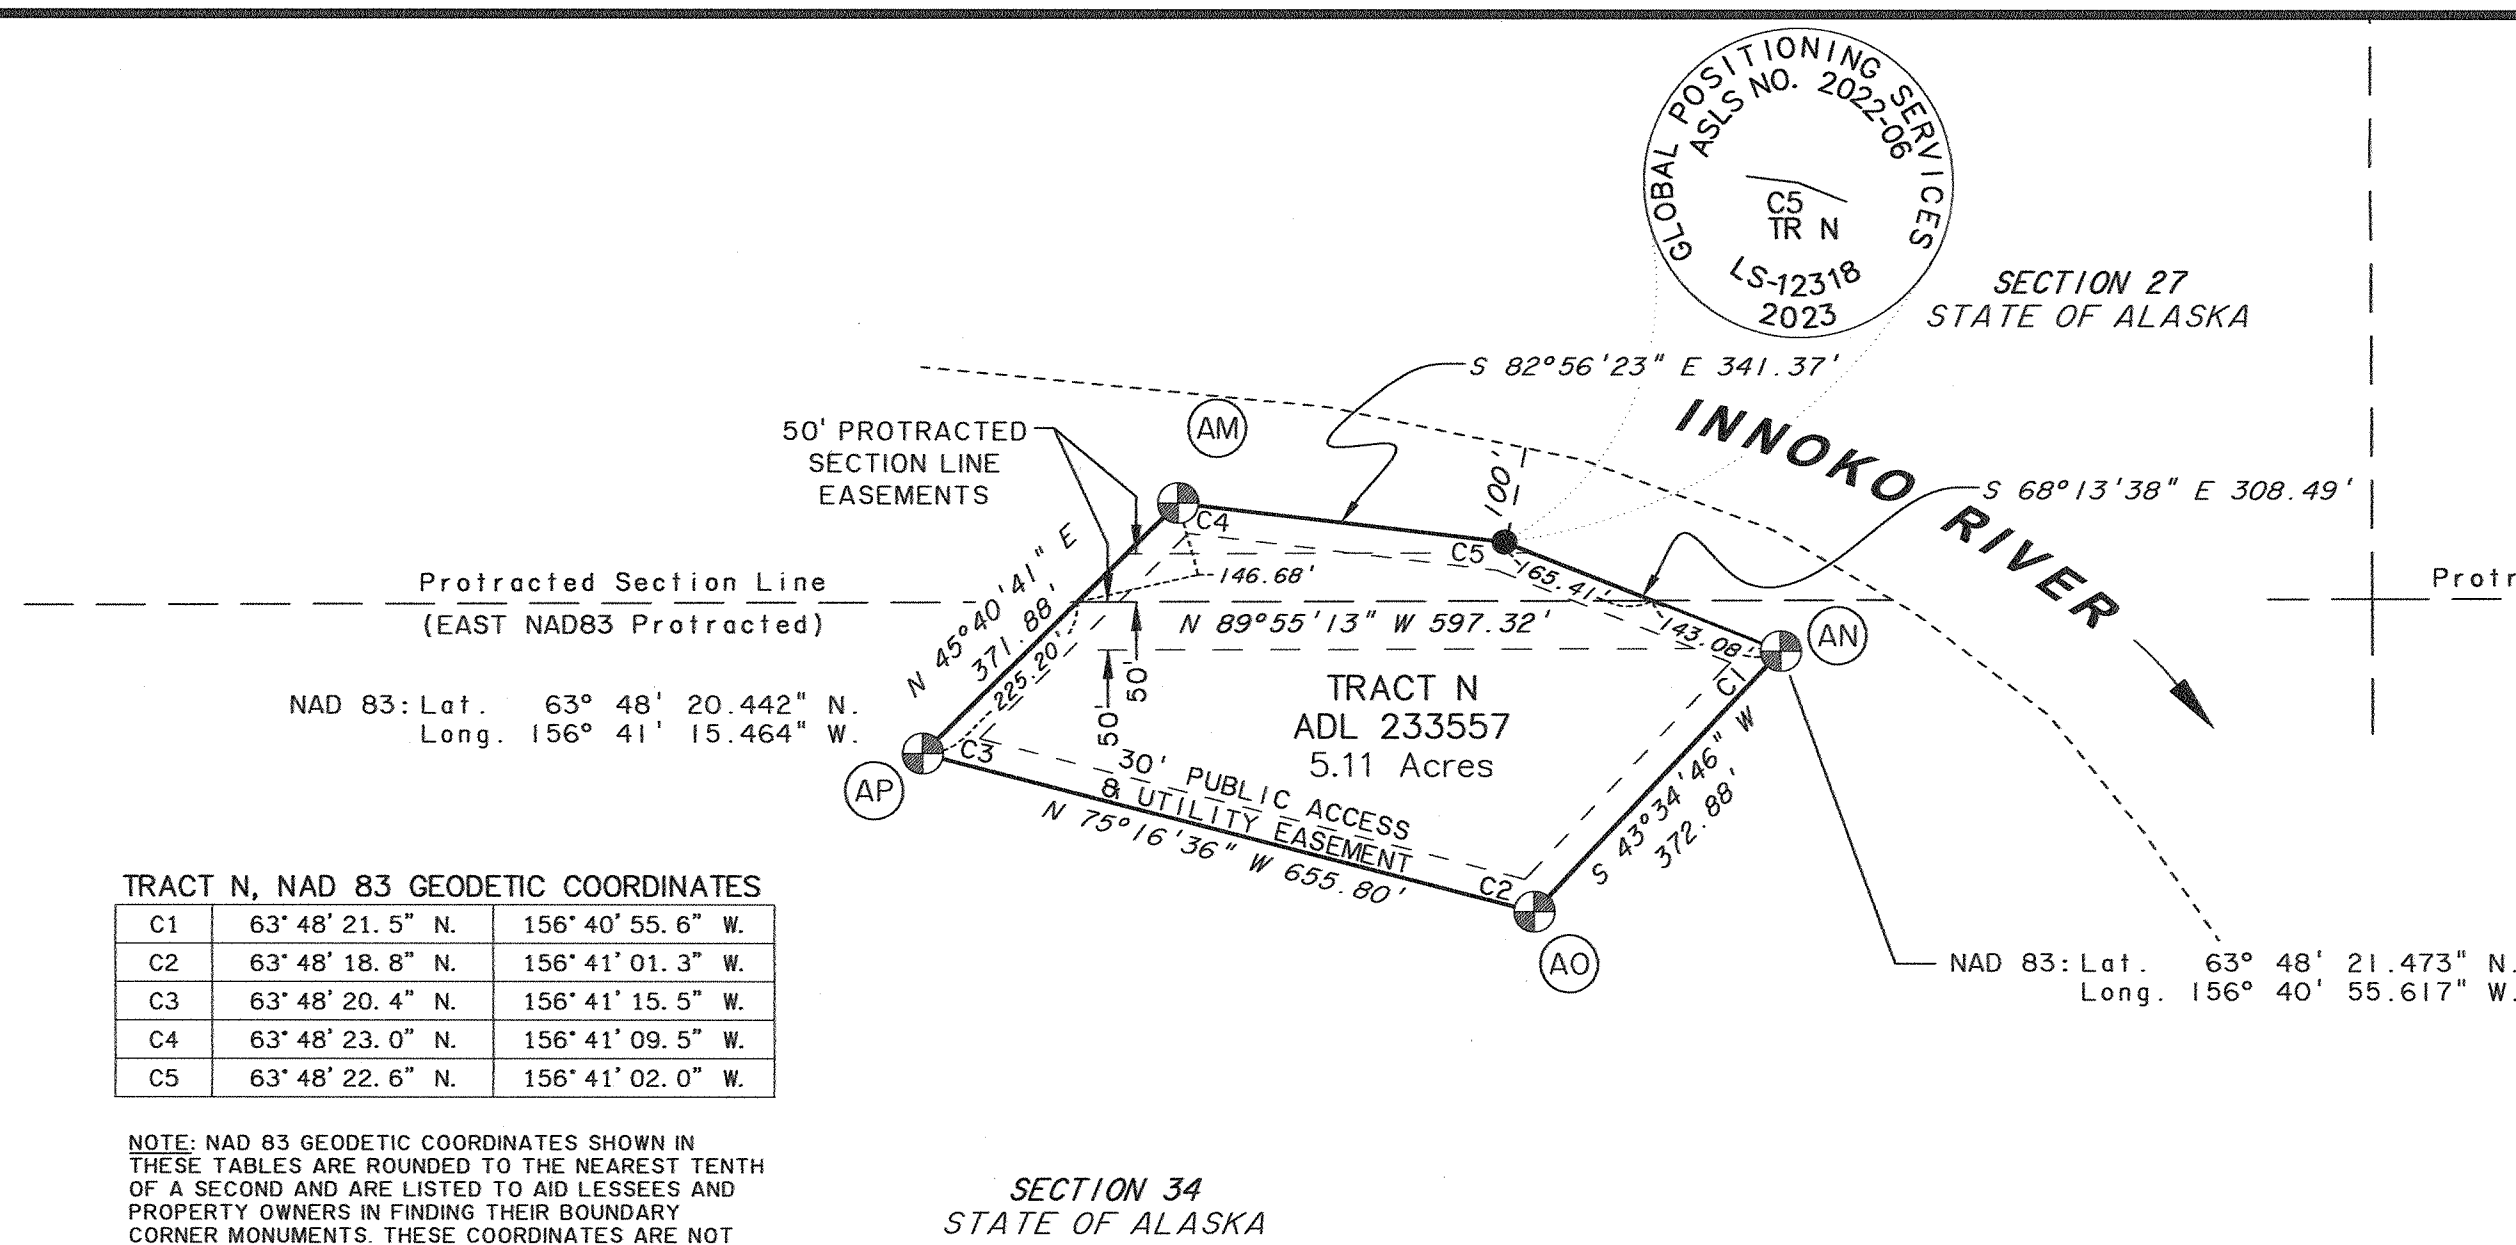 GLOBAL POSITIONING SERVICES
ASLS NO. 2022-06
C5
TR N
LS-12318
2023
SECTION 27
STATE OF ALASKA
S 82°56'23" E 341.37'
INNOKO RIVER
50' PROTRACTED
SECTION LINE
EASEMENTS
AM
100'
S 68°13'38" E 308.49'
C4
C5
Protracted Section Line
(EAST NAD83 Protracted)
Protr
N 45°40'41" E
371.88'
146.68'
165.41'
N 89°55'13" W 597.32'
143.08'
AN
225.20'
50'
50'
C1
NAD 83: Lat. 63° 48' 20.442" N.
Long. 156° 41' 15.464" W.
TRACT N
ADL 233557
5.11 Acres
C3
AP
30' PUBLIC ACCESS
& UTILITY EASEMENT
N 75°16'36" W 655.80'
S 43°34'46" W
372.88'
C2
AO
NAD 83: Lat. 63° 48' 21.473" N.
Long. 156° 40' 55.617" W.
TRACT N, NAD 83 GEODETIC COORDINATES
C1 63° 48' 21.5" N. 156° 40' 55.6" W.
C2 63° 48' 18.8" N. 156° 41' 01.3" W.
C3 63° 48' 20.4" N. 156° 41' 15.5" W.
C4 63° 48' 23.0" N. 156° 41' 09.5" W.
C5 63° 48' 22.6" N. 156° 41' 02.0" W.
NOTE: NAD 83 GEODETIC COORDINATES SHOWN IN
THESE TABLES ARE ROUNDED TO THE NEAREST TENTH
OF A SECOND AND ARE LISTED TO AID LESSEES AND
PROPERTY OWNERS IN FINDING THEIR BOUNDARY
CORNER MONUMENTS. THESE COORDINATES ARE NOT
SECTION 34
STATE OF ALASKA